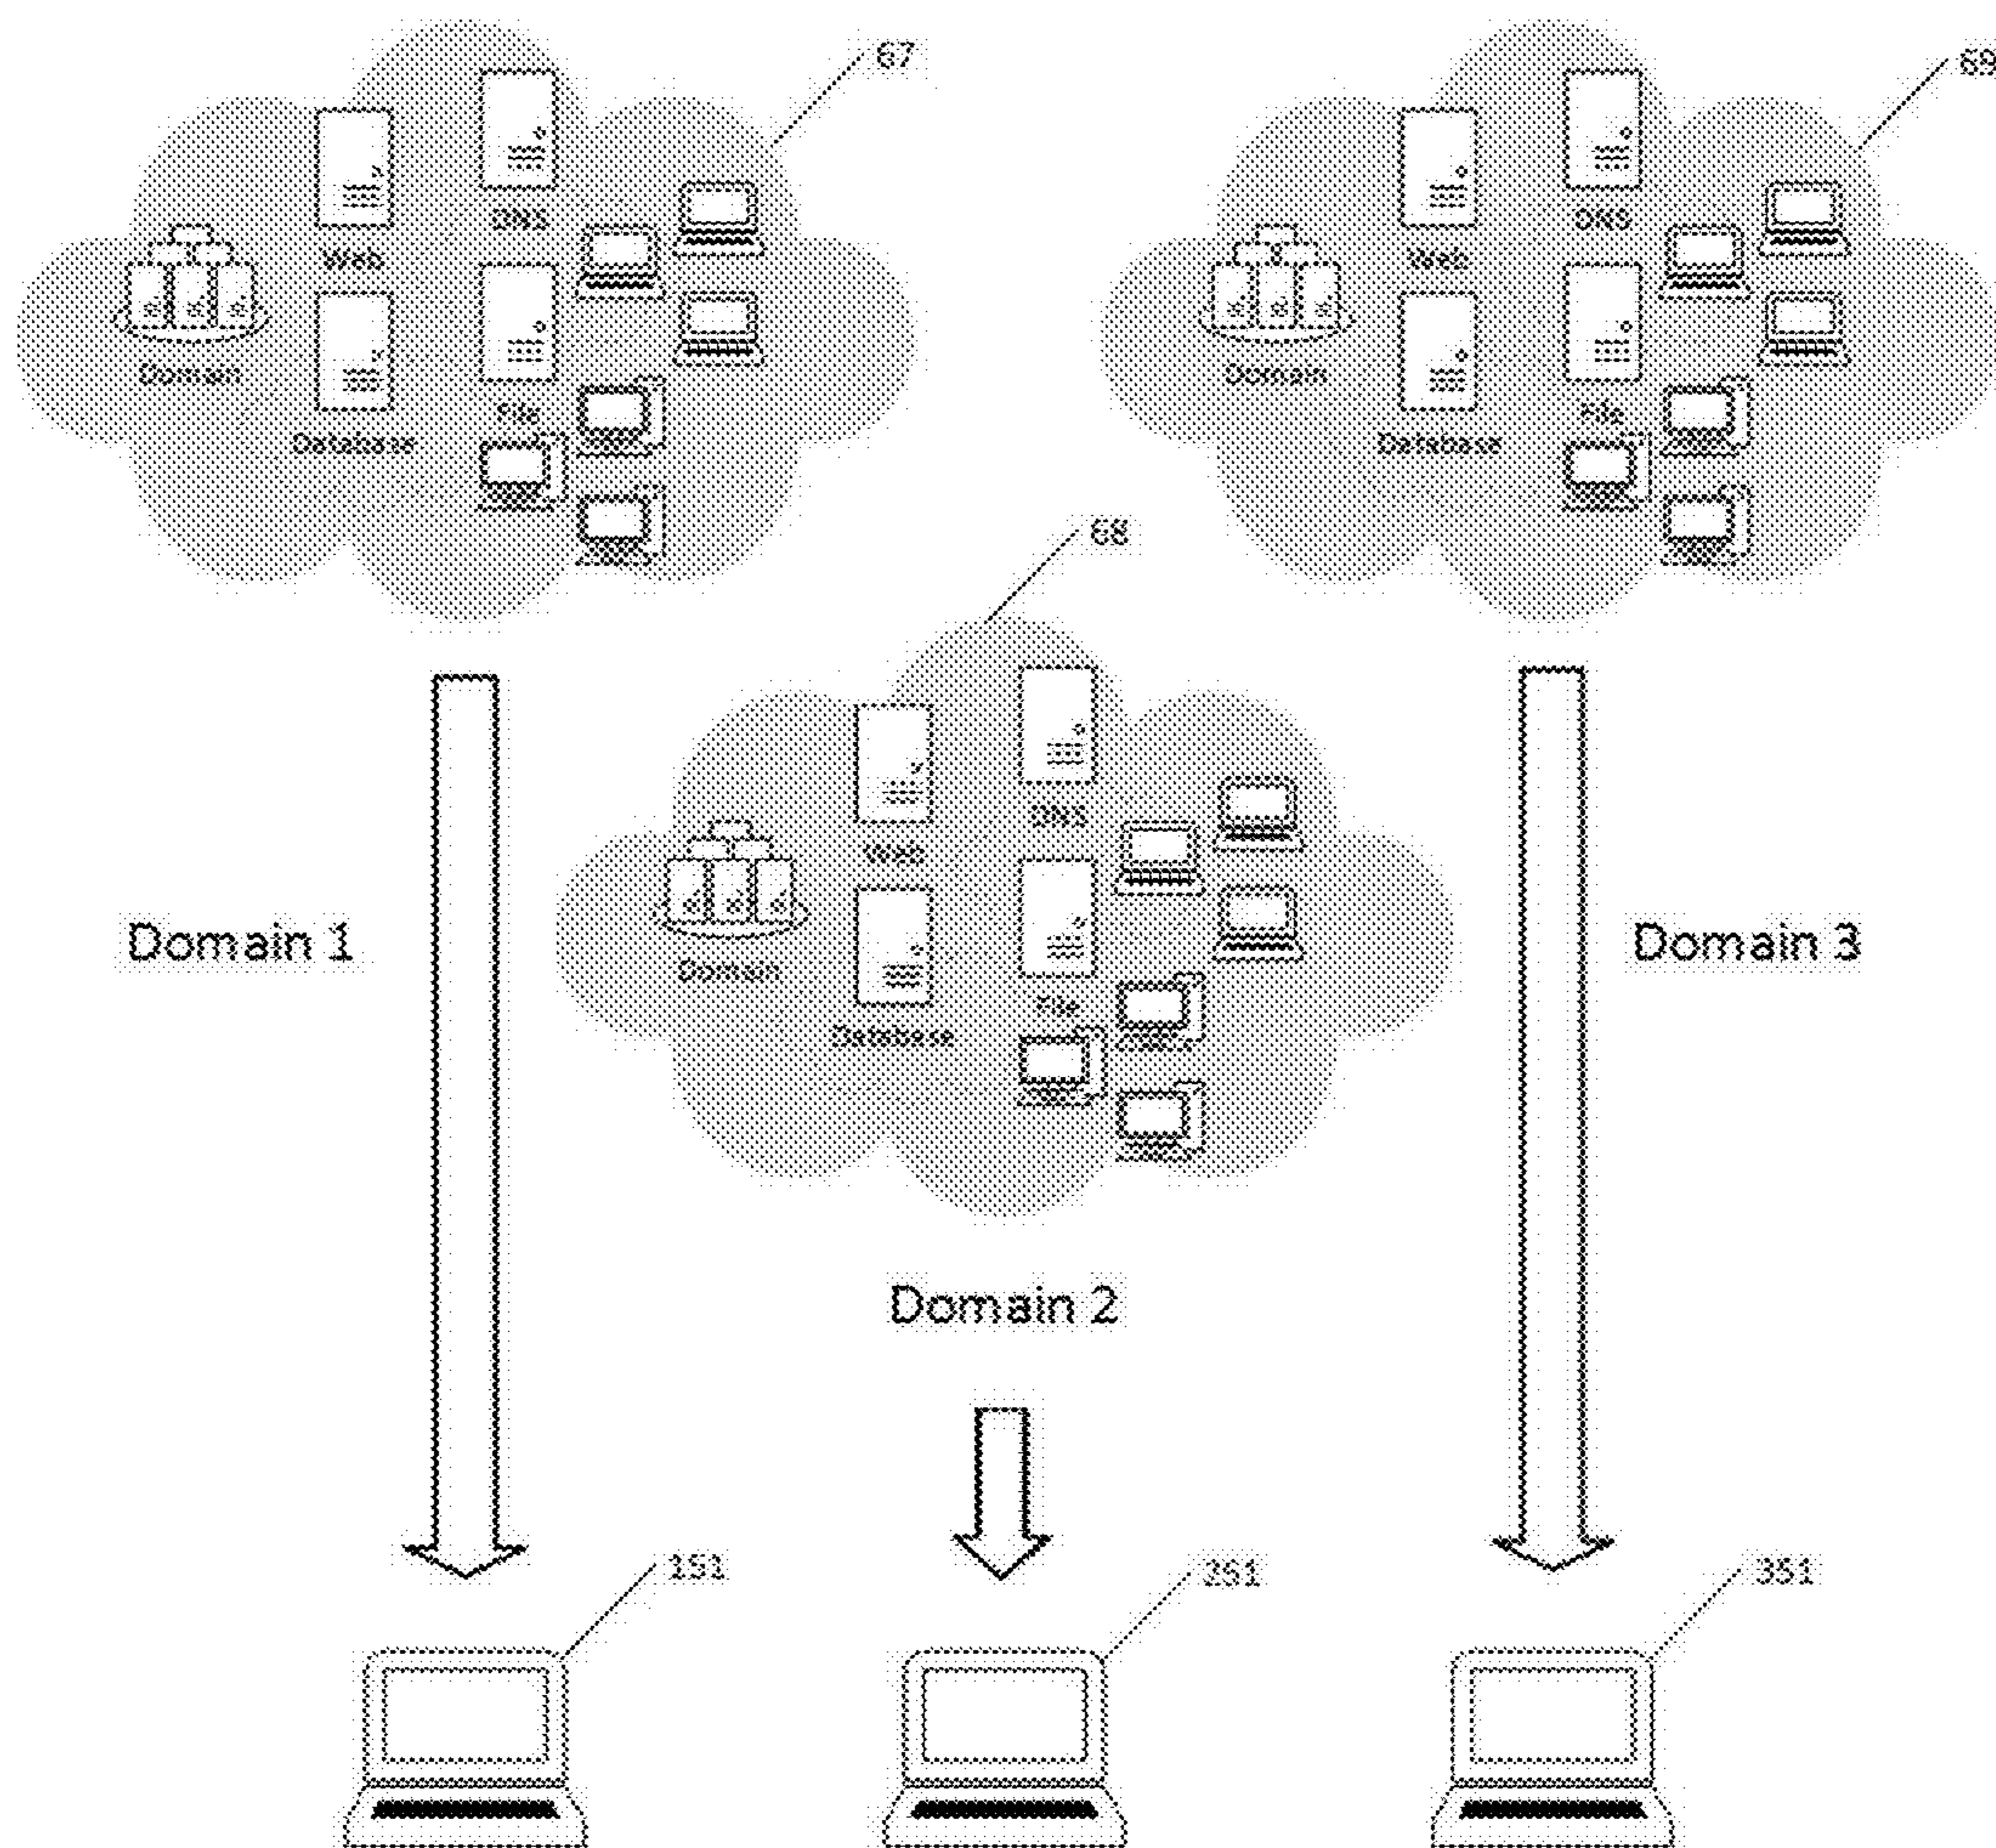 67
DNS
Web
Domain
File
Database
69
DNS
Web
Domain
File
Database
68
DNS
Web
Domain
File
Database
Domain 1
Domain 3
Domain 2
151
251
351